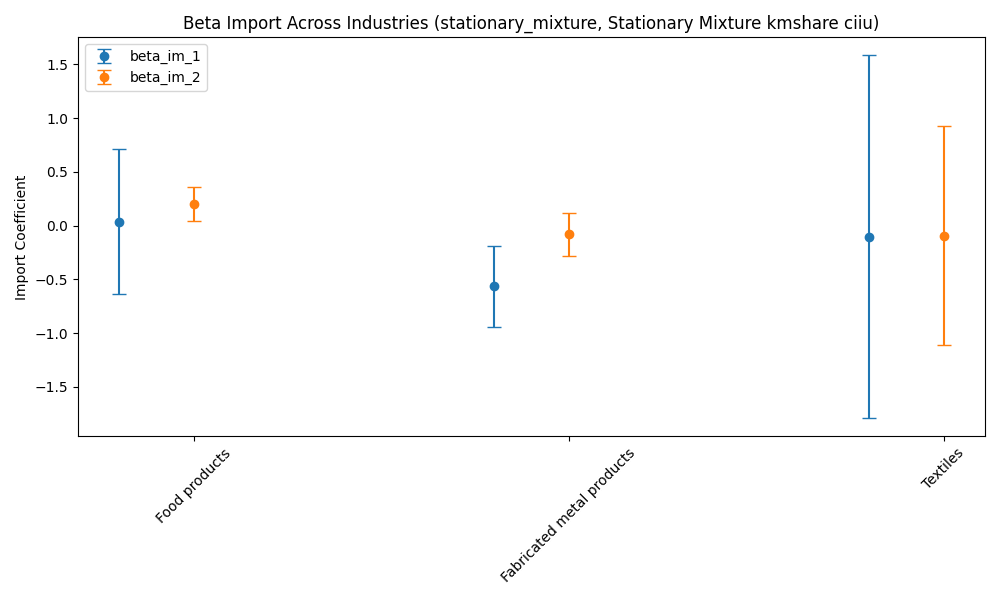 Beta Import Across Industries (stationary_mixture, Stationary Mixture kmshare ciiu)
beta_im_1
beta_im_2
Import Coefficient
1.5
1.0
0.5
0.0
−0.5
−1.0
−1.5
Food products
Fabricated metal products
Textiles